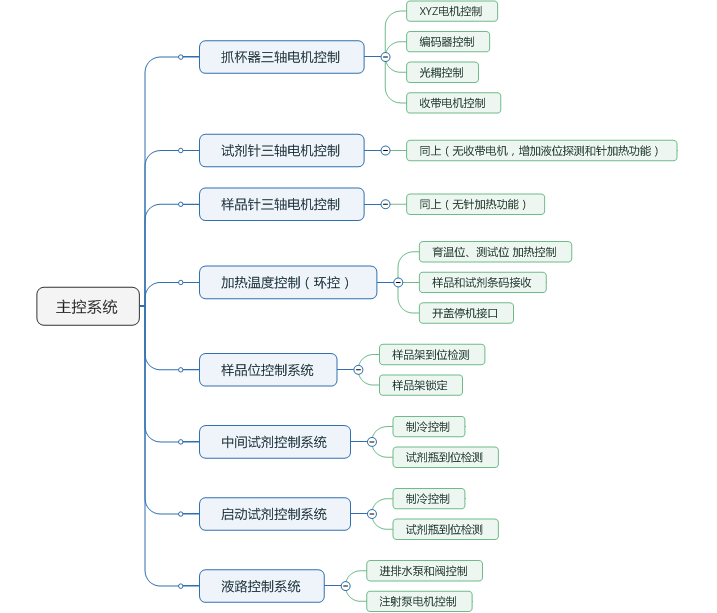 主控系统
抓杯器三轴电机控制
XYZ电机控制
编码器控制
光耦控制
收带电机控制
试剂针三轴电机控制
同上（无收带电机，增加液位探测和针加热功能）
样品针三轴电机控制
同上（无针加热功能）
加热温度控制（环控）
育温位、测试位 加热控制
样品和试剂条码接收
开盖停机接口
样品位控制系统
样品架到位检测
样品架锁定
中间试剂控制系统
制冷控制
试剂瓶到位检测
启动试剂控制系统
制冷控制
试剂瓶到位检测
液路控制系统
进排水泵和阀控制
注射泵电机控制